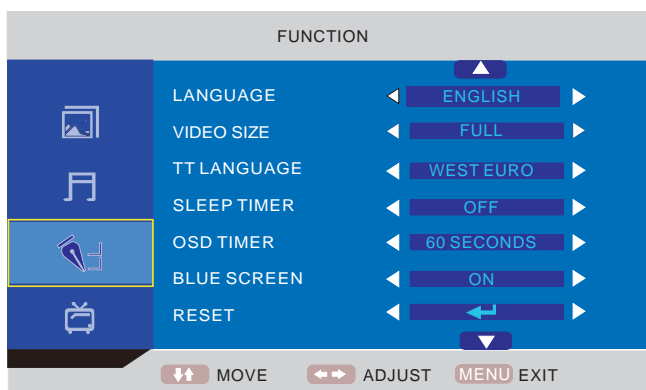 FUNCTION
LANGUAGE ENGLISH
VIDEO SIZE FULL
TT LANGUAGE WEST EURO
SLEEP TIMER OFF
OSD TIMER 60 SECONDS
BLUE SCREEN ON
RESET
MOVE ADJUST MENU EXIT